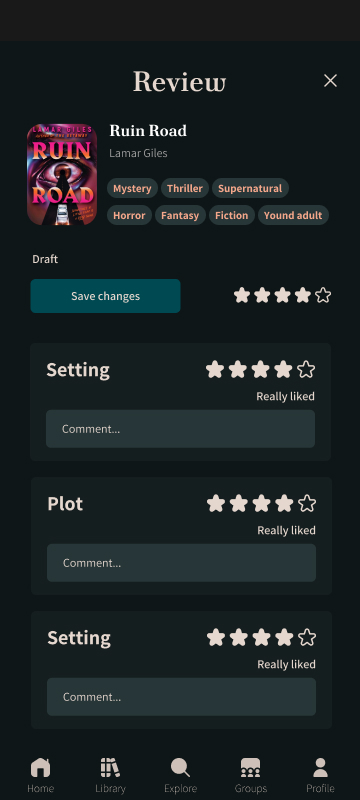 Review
LAMAR GILES
RUIN
ROAD
Ruin Road
Lamar Giles
Mystery Thriller Supernatural
Horror Fantasy Fiction Yound adult
Draft
Save changes
Setting
Really liked
Comment...
Plot
Really liked
Comment...
Setting
Really liked
Comment...
Home Library Explore Groups Profile